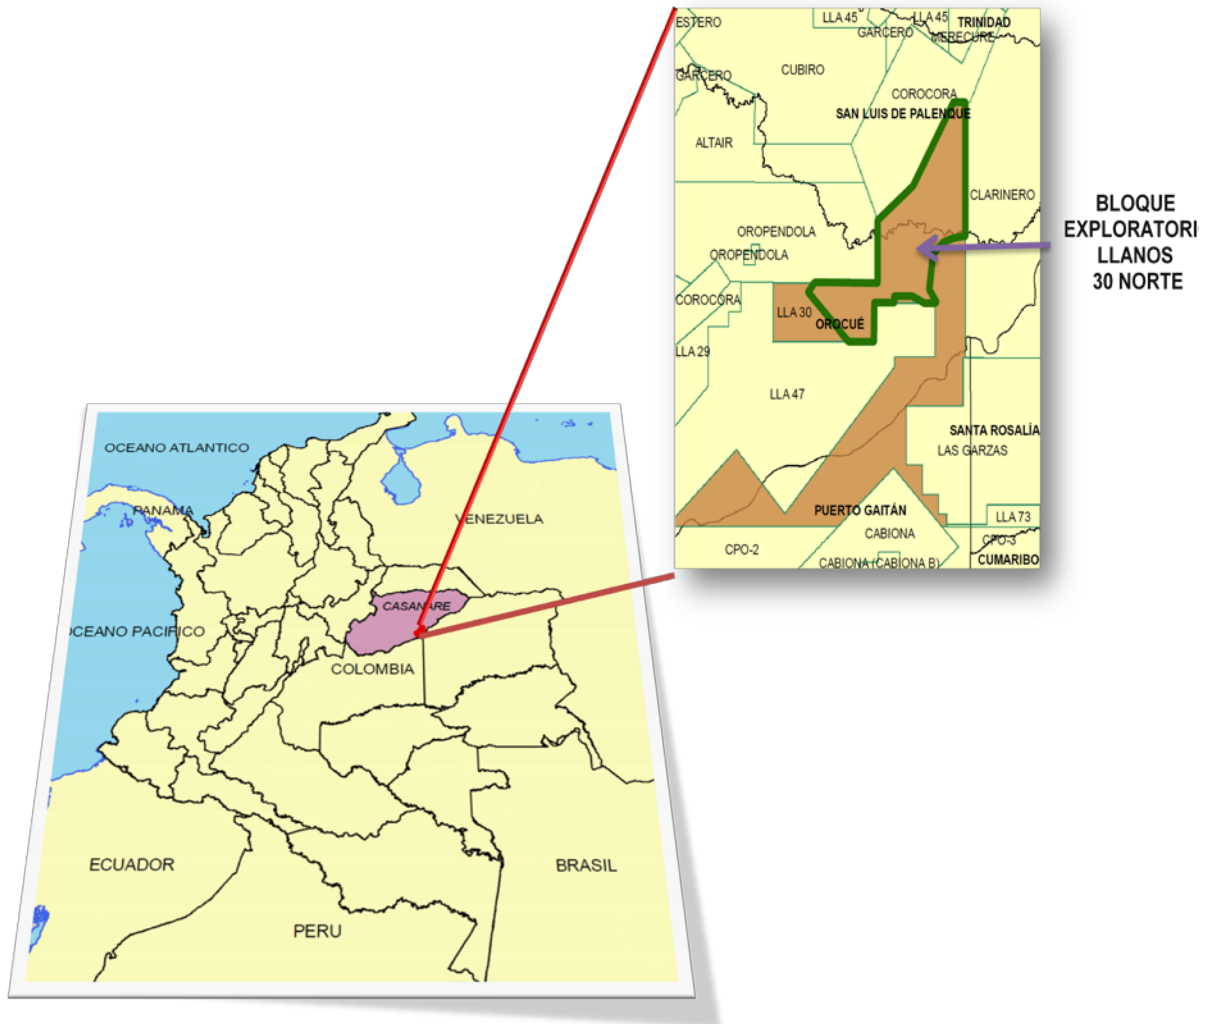 ESTERO
LLA 45
LLA 45
TRINIDAD
GARCERO
MERECURE
CUBIRO
GARCERO
COROCORA
SAN LUIS DE PALENQUE
ALTAIR
CLARINERO
BLOQUE
EXPLORATORI
LLANOS
30 NORTE
OROPENDOLA
OROPENDOLA
COROCORA
LLA 30
OROCUÉ
LLA 29
LLA 47
SANTA ROSALÍA
LAS GARZAS
PUERTO GAITÁN
LLA 73
CABIONA
CPO-3
CPO-2
CABIONA (CABIONA B)
CUMARIBO
OCEANO ATLANTICO
PANAMA
VENEZUELA
CASANARE
OCEANO PACIFICO
COLOMBIA
ECUADOR
BRASIL
PERU